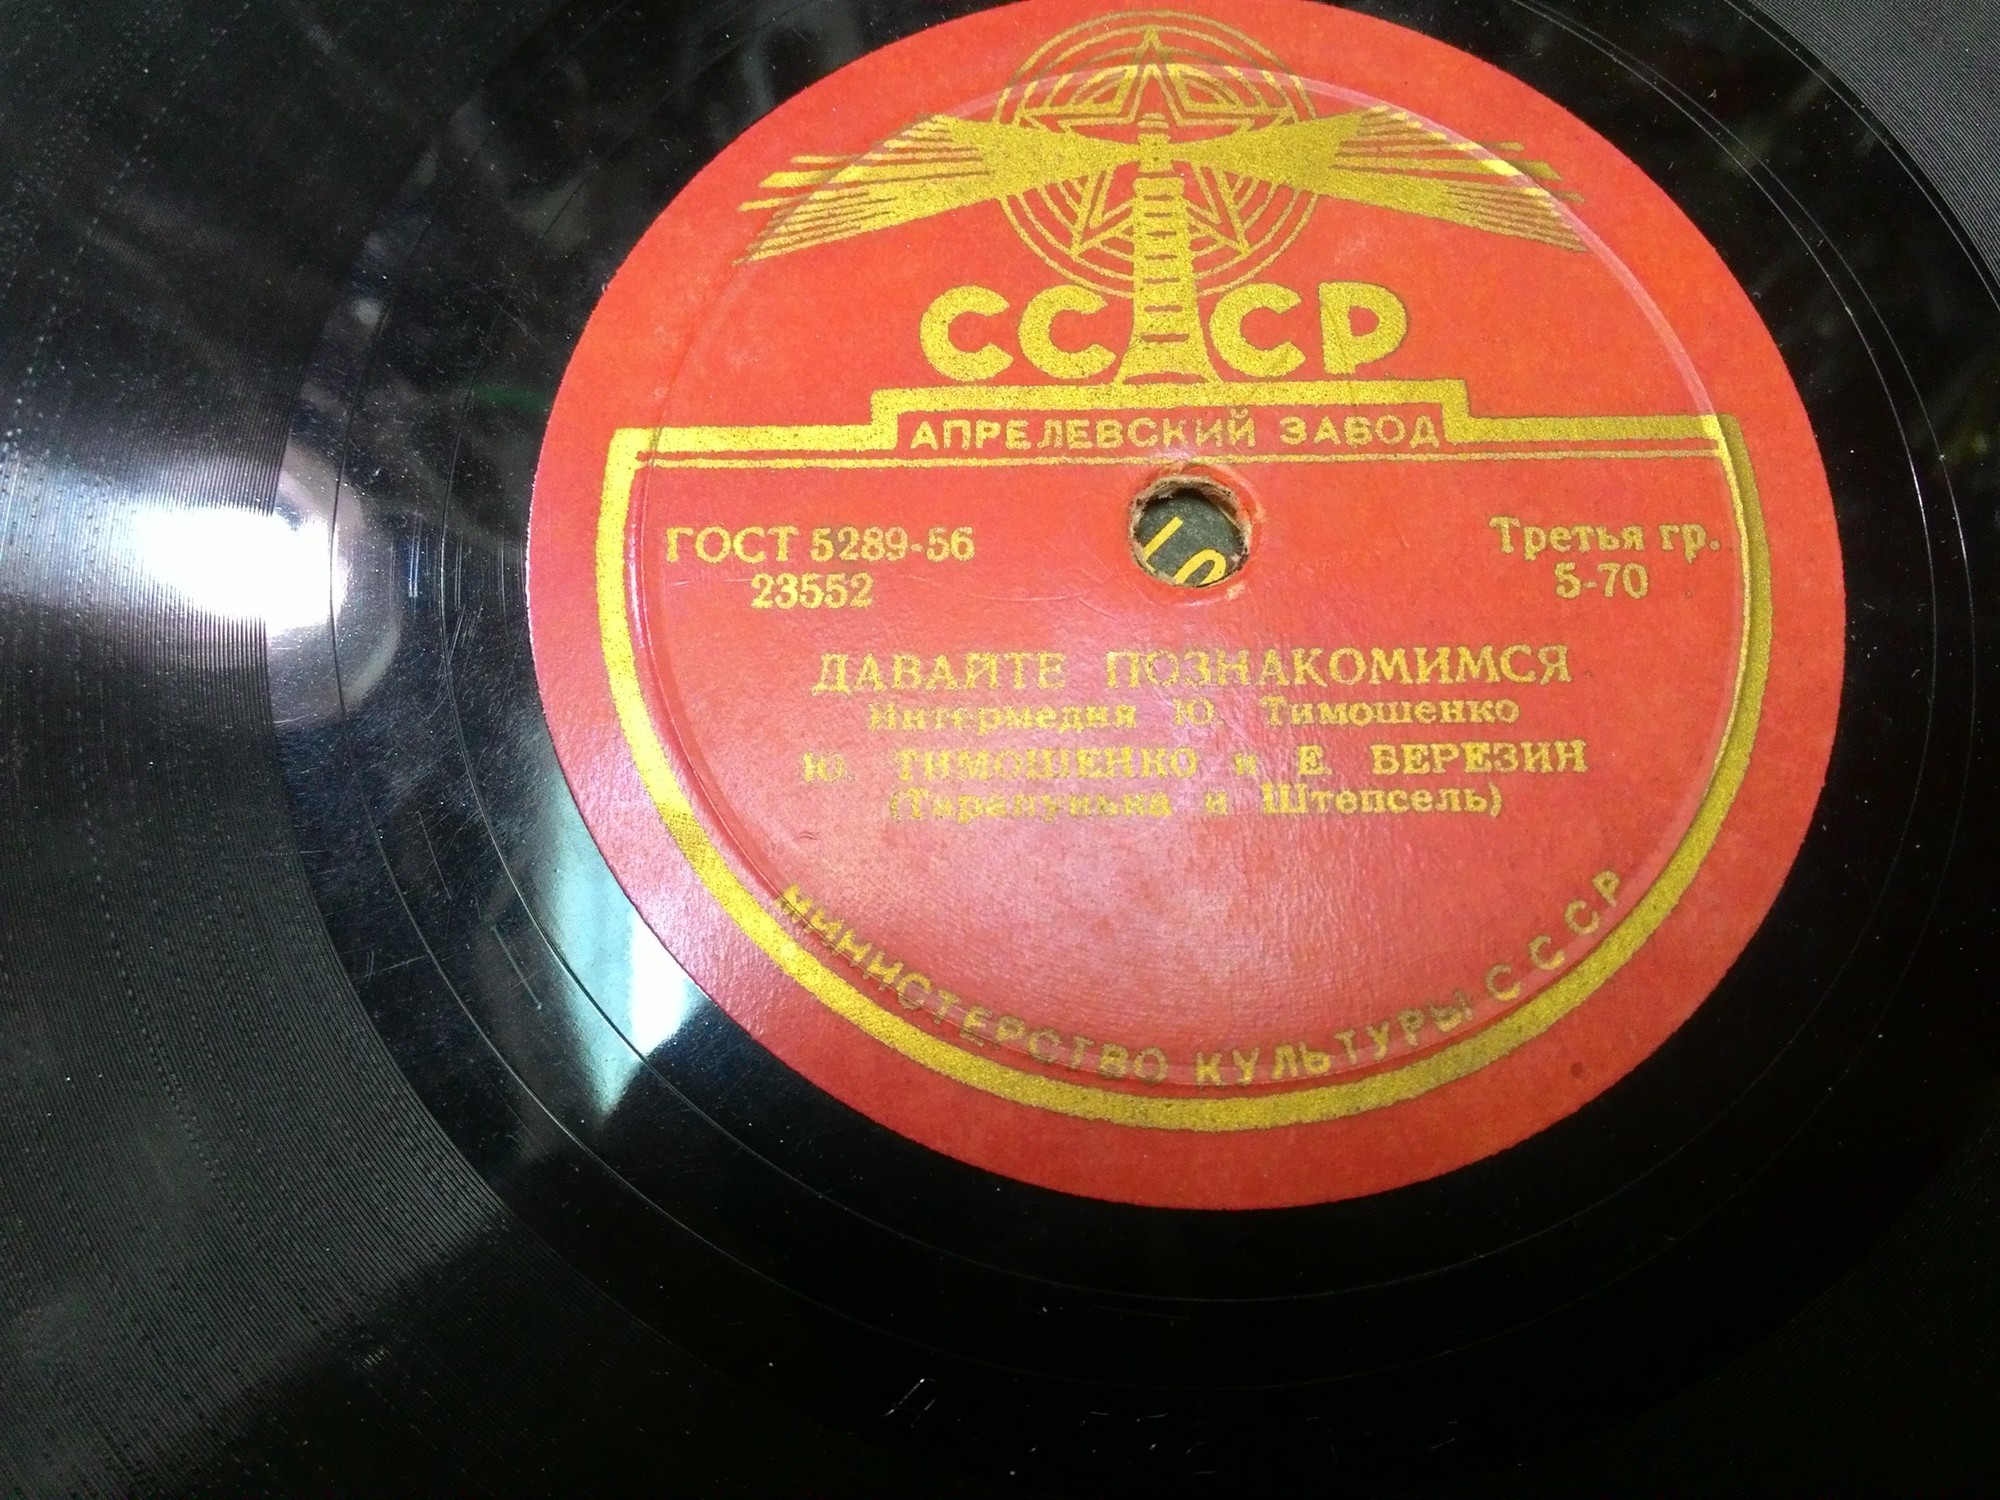 СССР
АПРЕЛЕВСКИЙ ЗАВОД
ГОСТ 5289-56
23552
Третья гр.
5-70
ДАВАЙТЕ ПОЗНАКОМИМСЯ
Интермедия Ю. Тимошенко
Ю. ТИМОШЕНКО и Е. БЕРЕЗИН
(Тарапунька и Штепсель)
МИНИСТЕРСТВО КУЛЬТУРЫ СССР